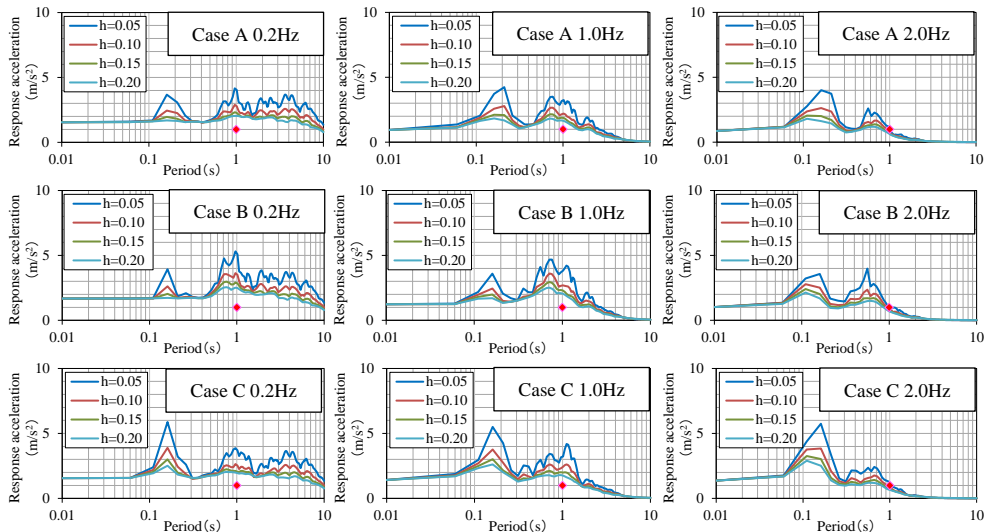 10
5
0
0.01 0.1 1 10
Response acceleration
(m/s²)
Period(s)
h=0.05
h=0.10
h=0.15
h=0.20
Case A 0.2Hz
10
5
0
0.01 0.1 1 10
Response acceleration
(m/s²)
Period(s)
h=0.05
h=0.10
h=0.15
h=0.20
Case A 1.0Hz
10
5
0
0.01 0.1 1 10
Response acceleration
(m/s²)
Period(s)
h=0.05
h=0.10
h=0.15
h=0.20
Case A 2.0Hz
10
5
0
0.01 0.1 1 10
Response acceleration
(m/s²)
Period(s)
h=0.05
h=0.10
h=0.15
h=0.20
Case B 0.2Hz
10
5
0
0.01 0.1 1 10
Response acceleration
(m/s²)
Period(s)
h=0.05
h=0.10
h=0.15
h=0.20
Case B 1.0Hz
10
5
0
0.01 0.1 1 10
Response acceleration
(m/s²)
Period(s)
h=0.05
h=0.10
h=0.15
h=0.20
Case B 2.0Hz
10
5
0
0.01 0.1 1 10
Response acceleration
(m/s²)
Period(s)
h=0.05
h=0.10
h=0.15
h=0.20
Case C 0.2Hz
10
5
0
0.01 0.1 1 10
Response acceleration
(m/s²)
Period(s)
h=0.05
h=0.10
h=0.15
h=0.20
Case C 1.0Hz
10
5
0
0.01 0.1 1 10
Response acceleration
(m/s²)
Period(s)
h=0.05
h=0.10
h=0.15
h=0.20
Case C 2.0Hz